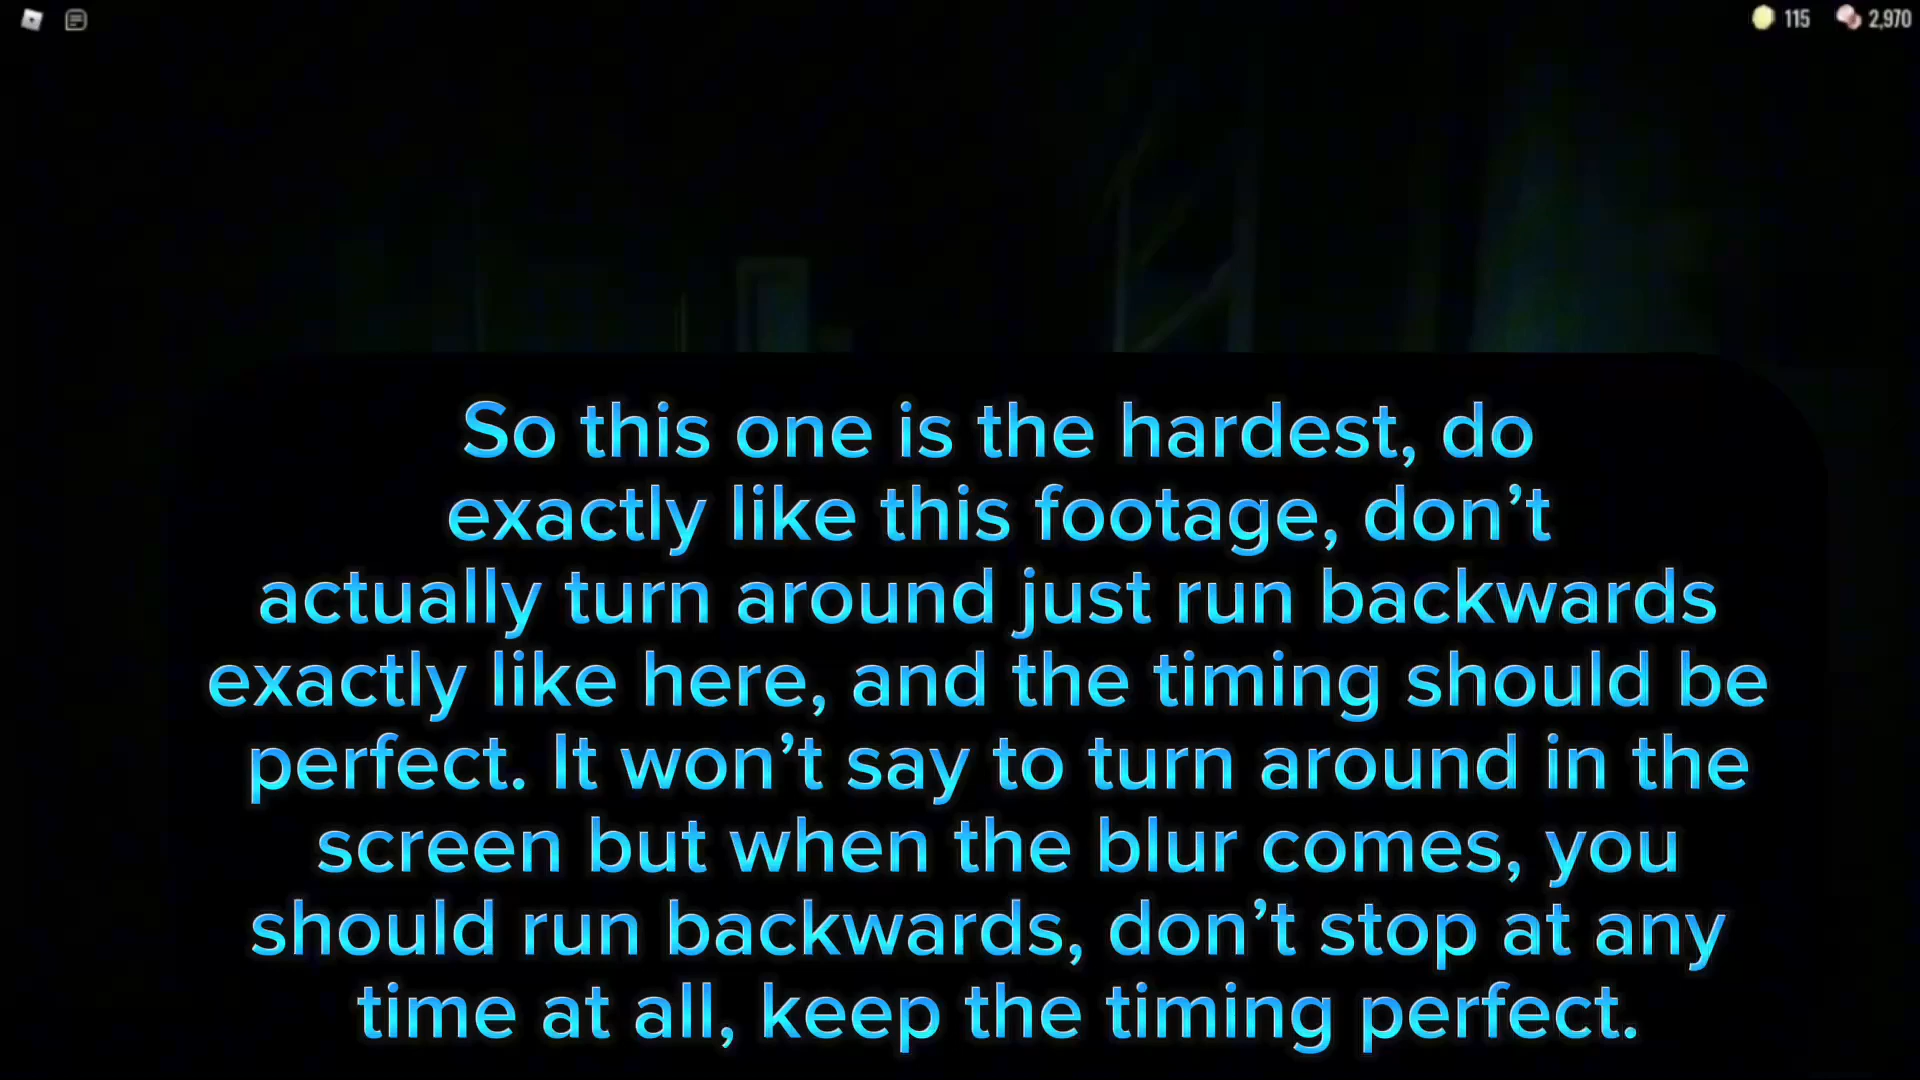 115 2,970
So this one is the hardest, do
exactly like this footage, don’t
actually turn around just run backwards
exactly like here, and the timing should be
perfect. It won’t say to turn around in the
screen but when the blur comes, you
should run backwards, don’t stop at any
time at all, keep the timing perfect.